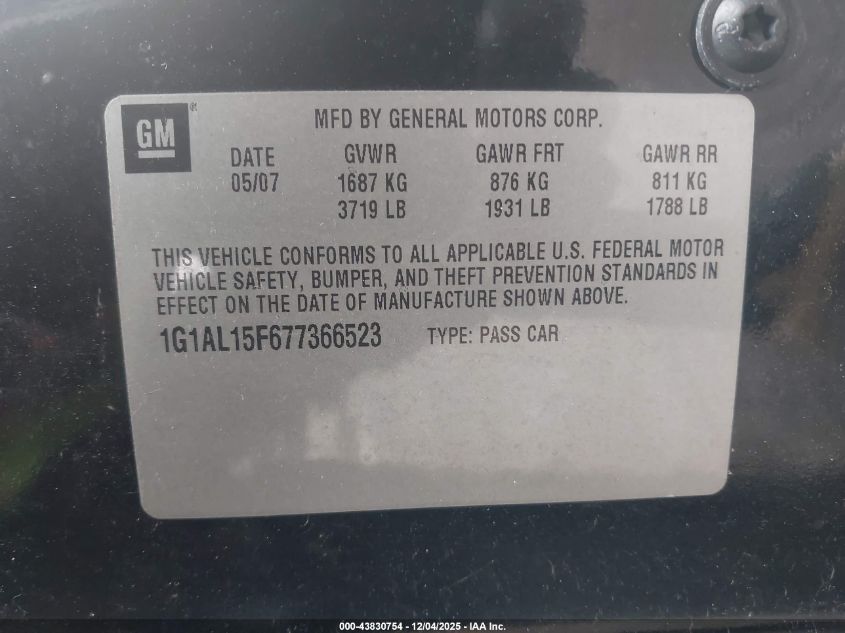 GM ®
MFD BY GENERAL MOTORS CORP.
DATE GVWR GAWR FRT GAWR RR
05/07 1687 KG 876 KG 811 KG
3719 LB 1931 LB 1788 LB
THIS VEHICLE CONFORMS TO ALL APPLICABLE U.S. FEDERAL MOTOR
VEHICLE SAFETY, BUMPER, AND THEFT PREVENTION STANDARDS IN
EFFECT ON THE DATE OF MANUFACTURE SHOWN ABOVE.
1G1AL15F677366523 TYPE: PASS CAR
000-43830754 - 12/04/2025 - IAA Inc.